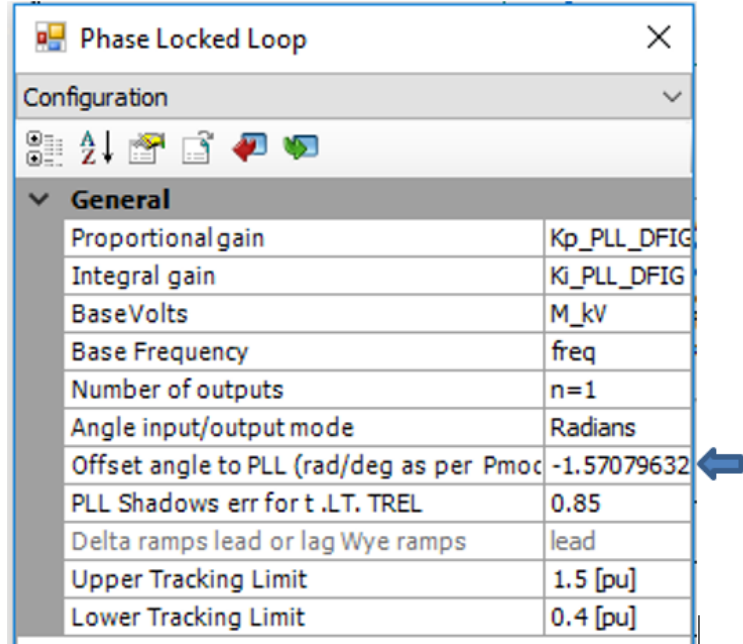 Phase Locked Loop
Configuration
General
Proportional gain Kp_PLL_DFIG
Integral gain Ki_PLL_DFIG
BaseVolts M_kV
Base Frequency freq
Number of outputs n=1
Angle input/output mode Radians
Offset angle to PLL (rad/deg as per Pmod -1.57079632
PLL Shadows err for t .LT. TREL 0.85
Delta ramps lead or lag Wye ramps lead
Upper Tracking Limit 1.5 [pu]
Lower Tracking Limit 0.4 [pu]